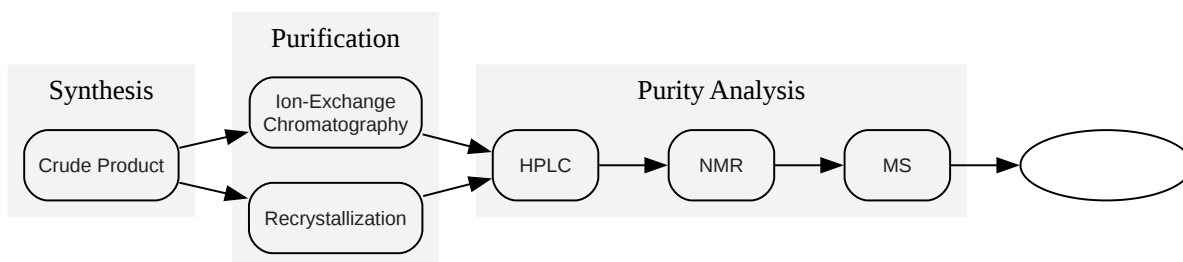 Synthesis
Crude Product
Purification
Ion-Exchange
Chromatography
Recrystallization
Purity Analysis
HPLC
NMR
MS